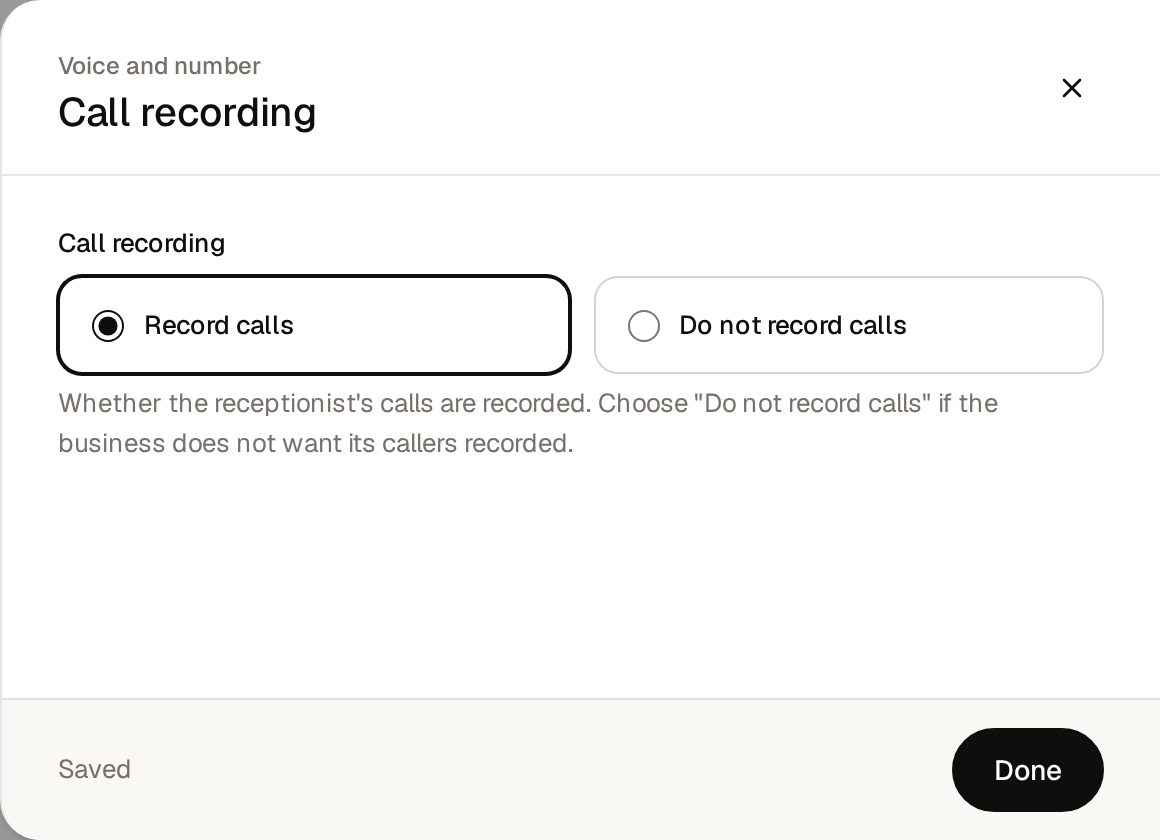 Voice and number
Call recording
Call recording
Record calls
Do not record calls
Whether the receptionist's calls are recorded. Choose "Do not record calls" if the
business does not want its callers recorded.
Saved
Done